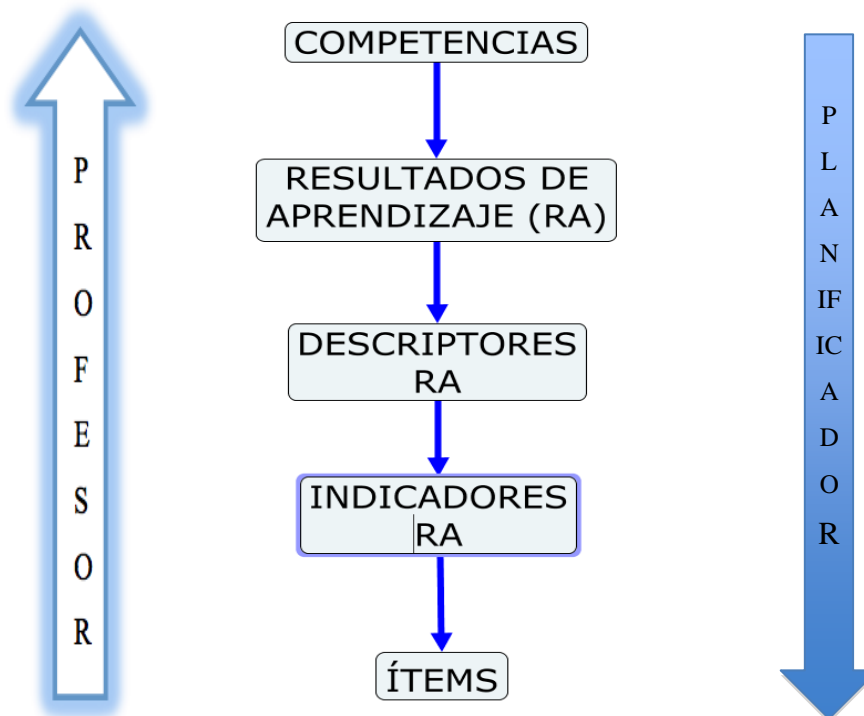 COMPETENCIAS
RESULTADOS DE
APRENDIZAJE (RA)
DESCRIPTORES
RA
INDICADORES
RA
ÍTEMS
P
R
O
F
E
S
O
R
P
L
A
N
IF
IC
A
D
O
R